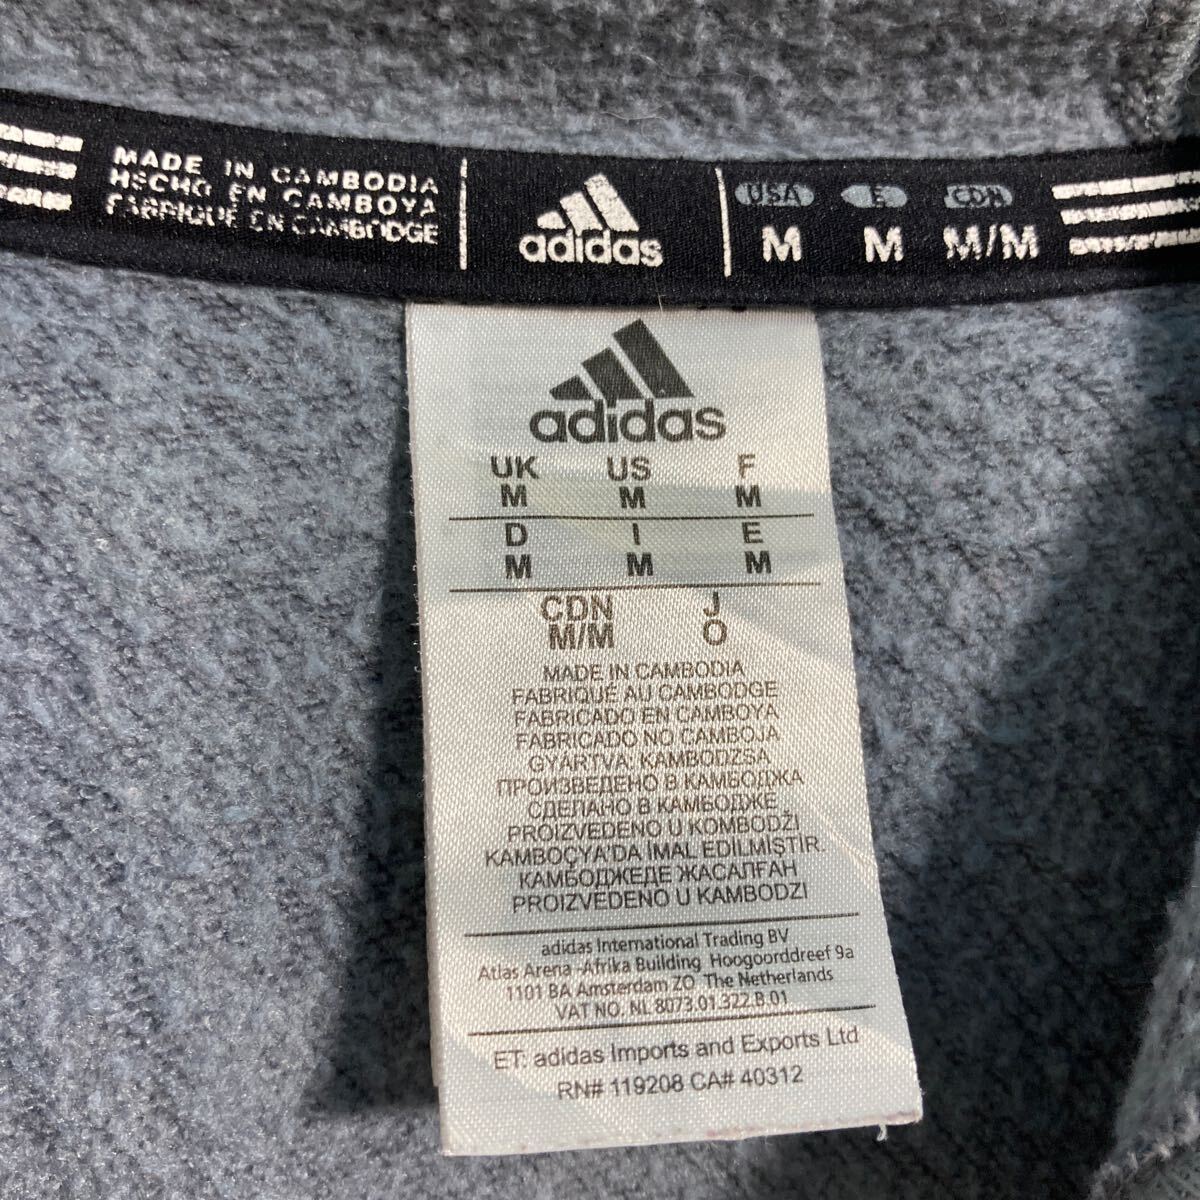 MADE IN CAMBODIA
HECHO EN CAMBOYA
FABRIQUÉ EN CAMBODGE
adidas
USA E CDN
M M M/M
adidas
UK US F
M M M
D I E
M M M
CDN J
M/M O
MADE IN CAMBODIA
FABRIQUÉ AU CAMBODGE
FABRICADO EN CAMBOYA
FABRICADO NO CAMBOJA
GYÁRTVA: KAMBODZSA
ПРОИЗВЕДЕНО В КАМБОДЖА
СДЕЛАНО В КАМБОДЖЕ
PROIZVEDENO U KOMBODŽI
KAMBOÇYA'DA İMAL EDİLMİŞTİR
КАМБОДЖЕДЕ ЖАСАЛҒАН
PROIZVEDENO U KAMBODZI
adidas International Trading BV
Atlas Arena -Afrika Building Hoogoorddreef 9a
1101 BA Amsterdam ZO The Netherlands
VAT NO. NL 8073.01.322.B.01
ET: adidas Imports and Exports Ltd
RN# 119208 CA# 40312